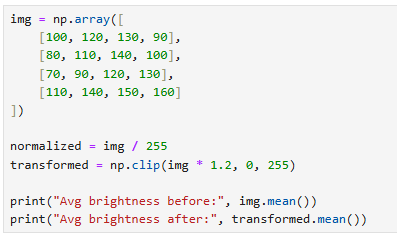 img = np.array([
    [100, 120, 130, 90],
    [80, 110, 140, 100],
    [70, 90, 120, 130],
    [110, 140, 150, 160]
])
normalized = img / 255
transformed = np.clip(img * 1.2, 0, 255)
print("Avg brightness before:", img.mean())
print("Avg brightness after:", transformed.mean())